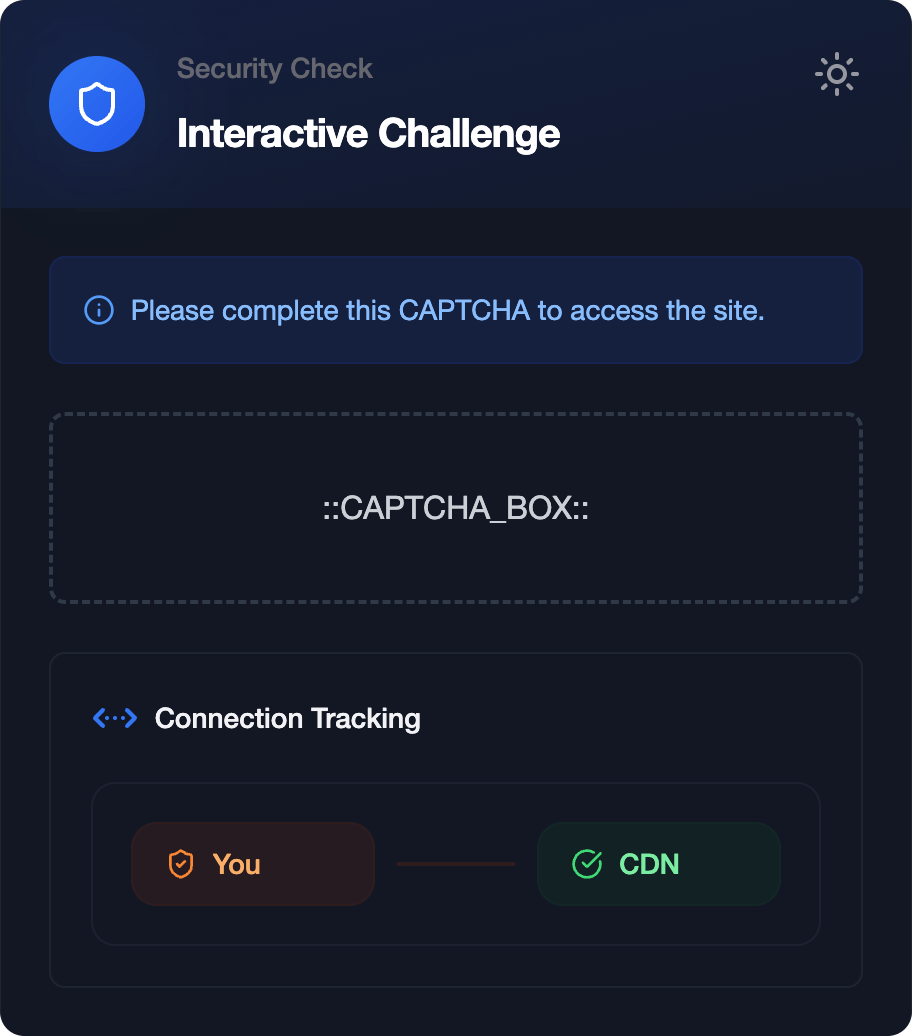 Security Check
Interactive Challenge
Please complete this CAPTCHA to access the site.
::CAPTCHA_BOX::
Connection Tracking
You
CDN